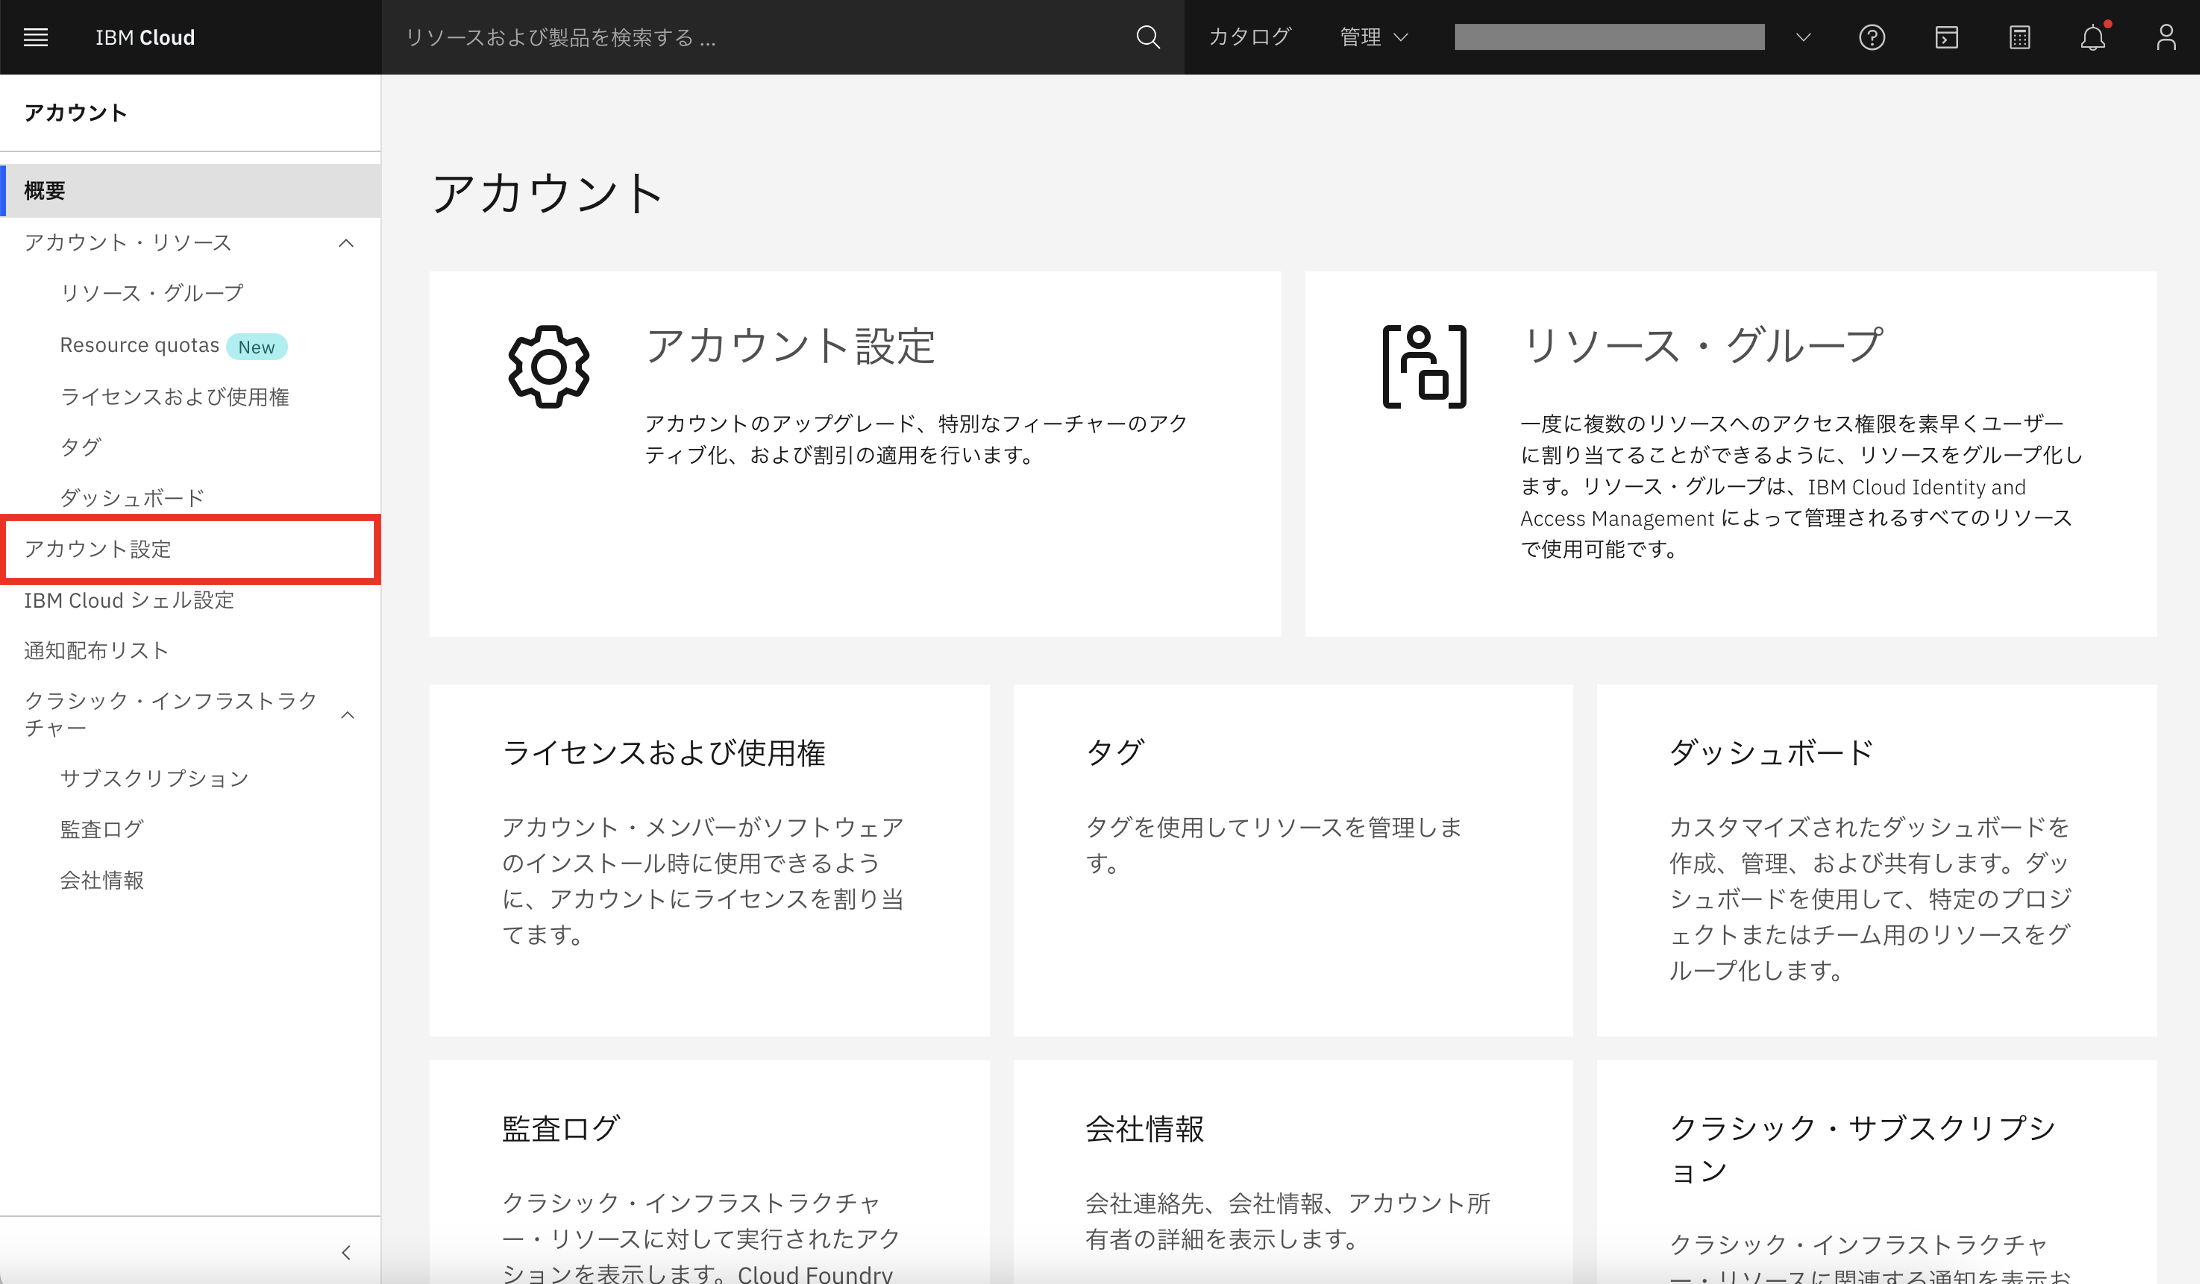 IBM Cloud
リソースおよび製品を検索する ...
カタログ
管理
アカウント
概要
アカウント・リソース
リソース・グループ
Resource quotas New
ライセンスおよび使用権
タグ
ダッシュボード
アカウント設定
IBM Cloud シェル設定
通知配布リスト
クラシック・インフラストラク
チャー
サブスクリプション
監査ログ
会社情報
アカウント
アカウント設定
アカウントのアップグレード、特別なフィーチャーのアク
ティブ化、および割引の適用を行います。
リソース・グループ
一度に複数のリソースへのアクセス権限を素早くユーザー
に割り当てることができるように、リソースをグループ化し
ます。リソース・グループは、IBM Cloud Identity and
Access Management によって管理されるすべてのリソース
で使用可能です。
ライセンスおよび使用権
アカウント・メンバーがソフトウェア
のインストール時に使用できるよう
に、アカウントにライセンスを割り当
てます。
タグ
タグを使用してリソースを管理しま
す。
ダッシュボード
カスタマイズされたダッシュボードを
作成、管理、および共有します。ダッ
シュボードを使用して、特定のプロジ
ェクトまたはチーム用のリソースをグ
ループ化します。
監査ログ
クラシック・インフラストラクチャ
ー・リソースに対して実行されたアク
ションを表示します。Cloud Foundry
会社情報
会社連絡先、会社情報、アカウント所
有者の詳細を表示します。
クラシック・サブスクリプシ
ョン
クラシック・インフラストラクチャ
ー・リソースに関連する通知を表示お